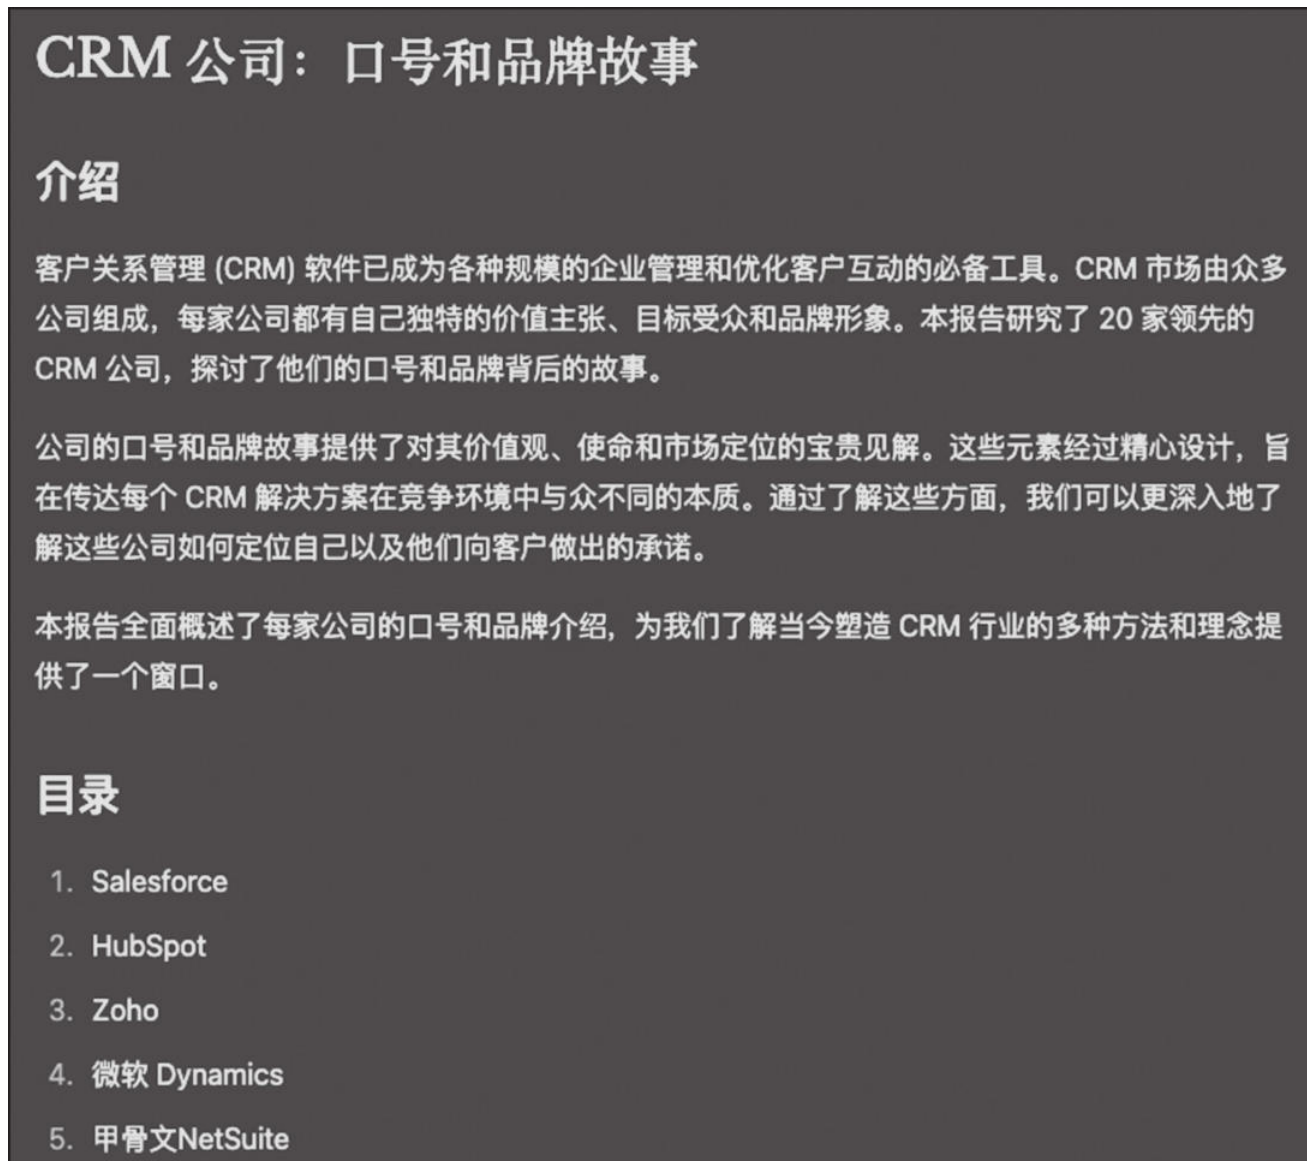 CRM 公司：口号和品牌故事
介绍
客户关系管理 (CRM) 软件已成为各种规模的企业管理和优化客户互动的必备工具。CRM 市场由众多
公司组成，每家公司都有自己独特的价值主张、目标受众和品牌形象。本报告研究了 20 家领先的
CRM 公司，探讨了他们的口号和品牌背后的故事。
公司的口号和品牌故事提供了对其价值观、使命和市场定位的宝贵见解。这些元素经过精心设计，旨
在传达每个 CRM 解决方案在竞争环境中与众不同的本质。通过了解这些方面，我们可以更深入地了
解这些公司如何定位自己以及他们向客户做出的承诺。
本报告全面概述了每家公司的口号和品牌介绍，为我们了解当今塑造 CRM 行业的多种方法和理念提
供了一个窗口。
目录
1. Salesforce
2. HubSpot
3. Zoho
4. 微软 Dynamics
5. 甲骨文NetSuite